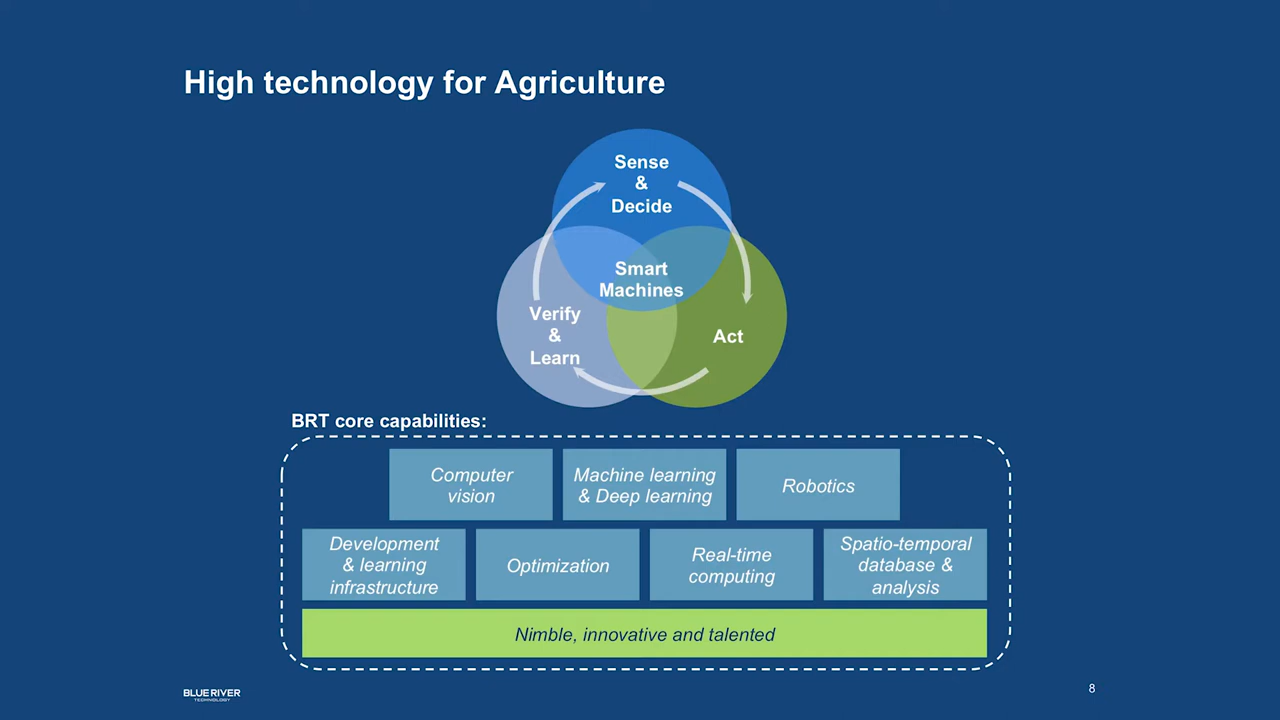 High technology for Agriculture
Sense
&
Decide
Smart
Machines
Verify
&
Learn
Act
BRT core capabilities:
Computer
vision
Machine learning
& Deep learning
Robotics
Development
& learning
infrastructure
Optimization
Real-time
computing
Spatio-temporal
database &
analysis
Nimble, innovative and talented
BLUE RIVER
TECHNOLOGY
8